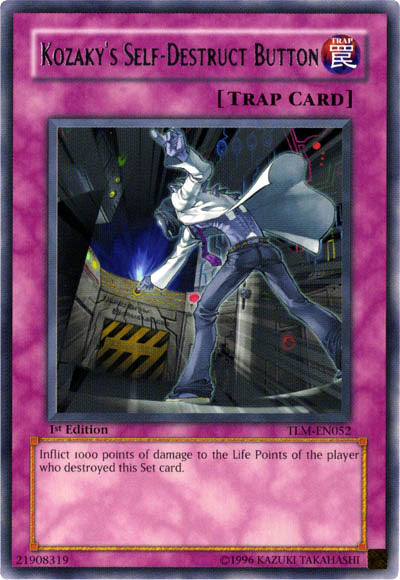 Kozaky's Self-Destruct Button
TRAP
罠
[Trap Card]
1st Edition
TLM-EN052
Inflict 1000 points of damage to the Life Points of the player
who destroyed this Set card.
21908319
©1996 KAZUKI TAKAHASHI